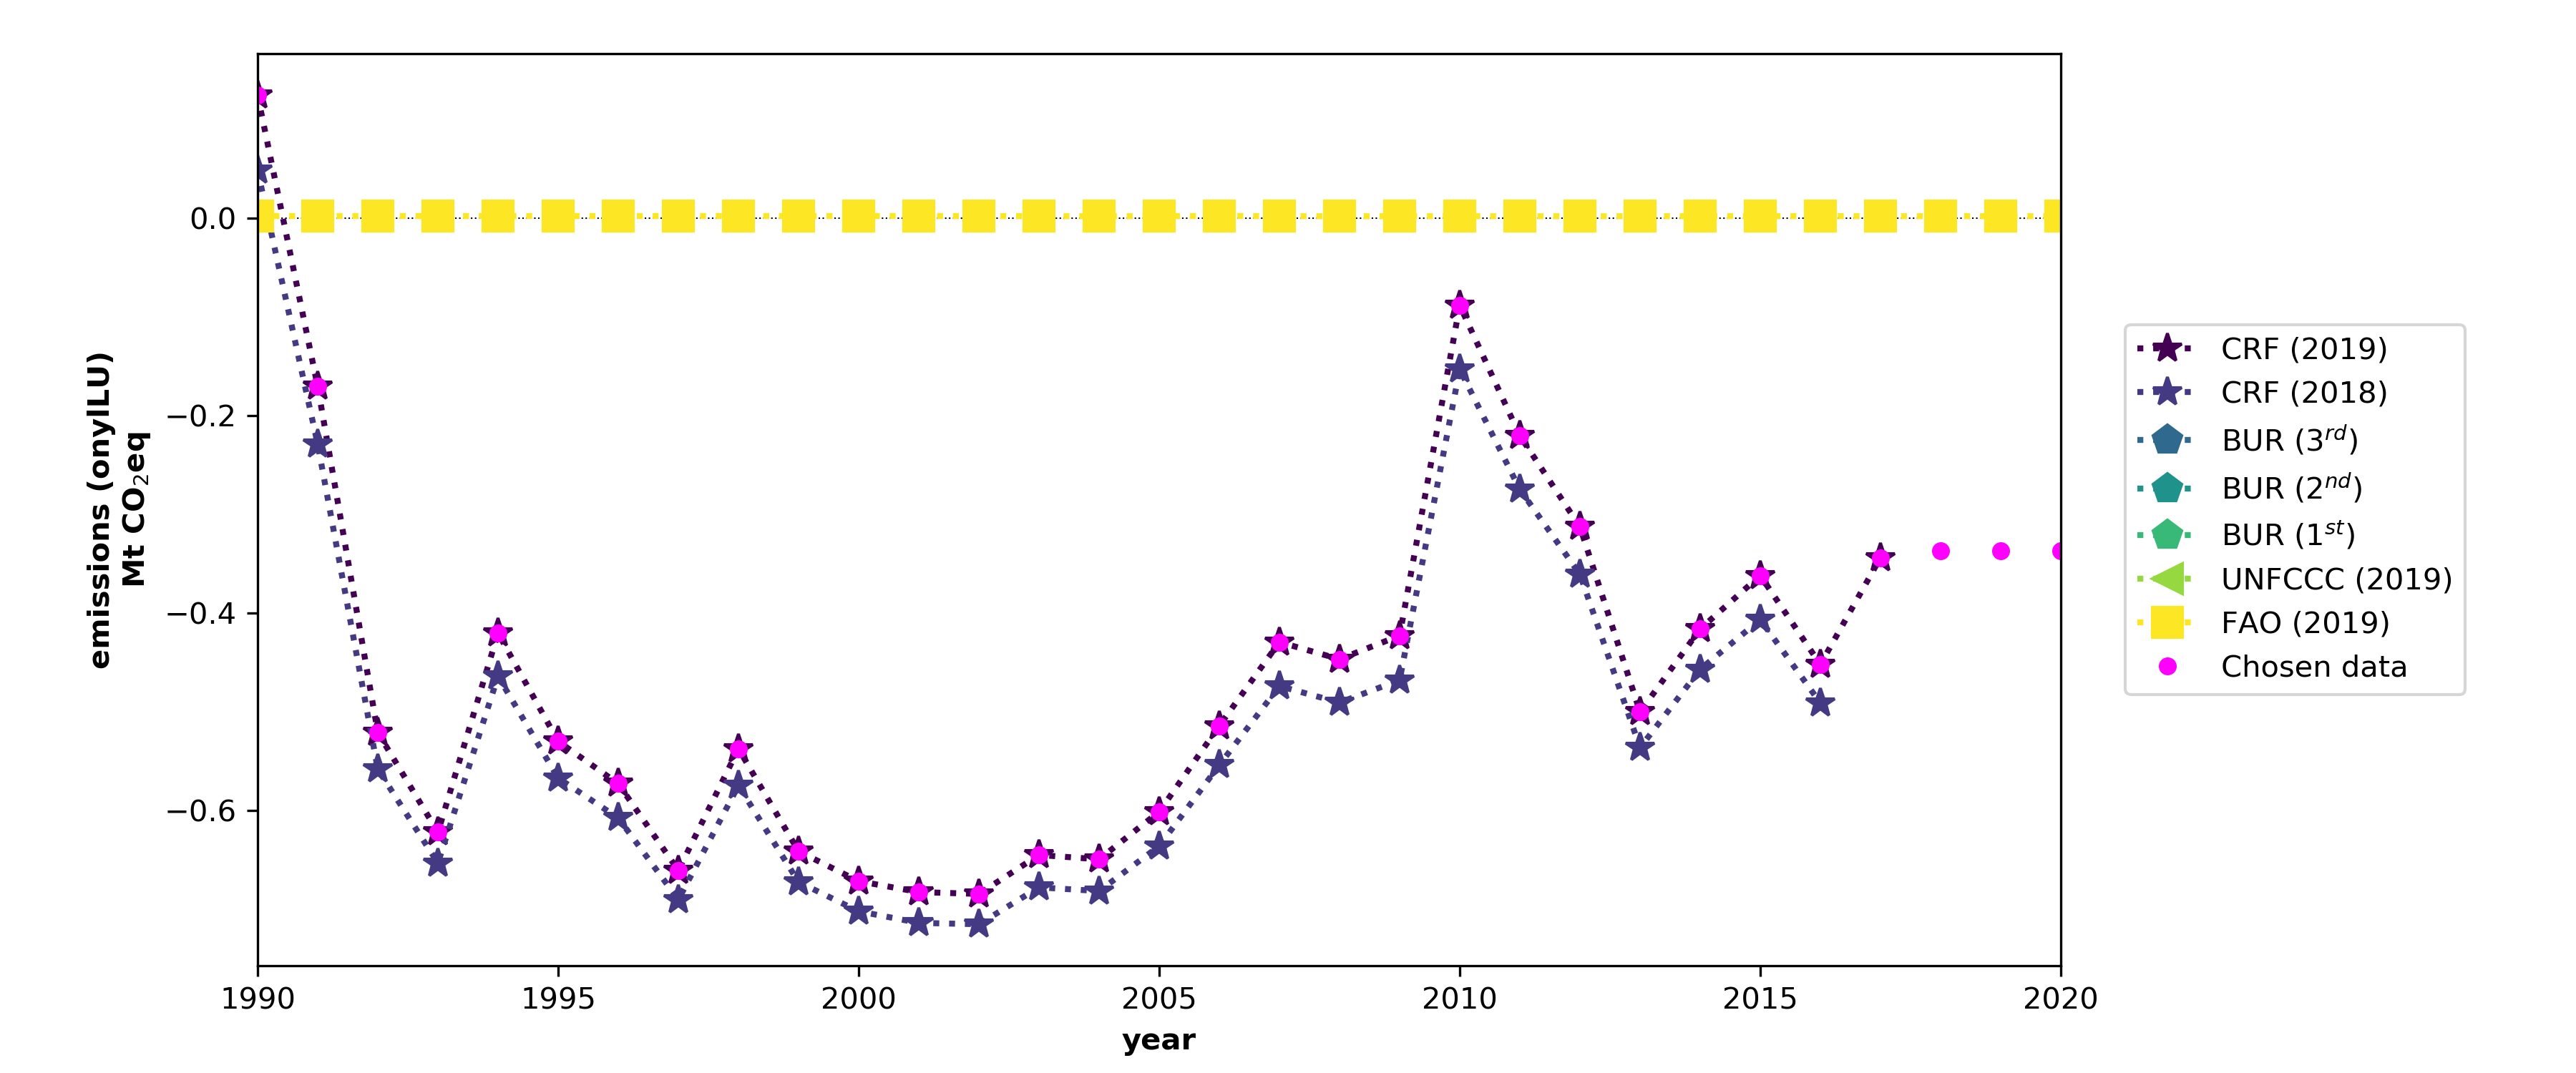 emissions (onyILU)
Mt CO₂eq
0.0
−0.2
−0.4
−0.6
1990
1995
2000
2005
2010
2015
2020
year
CRF (2019)
CRF (2018)
BUR (3ʳᵈ)
BUR (2ⁿᵈ)
BUR (1ˢᵗ)
UNFCCC (2019)
FAO (2019)
Chosen data